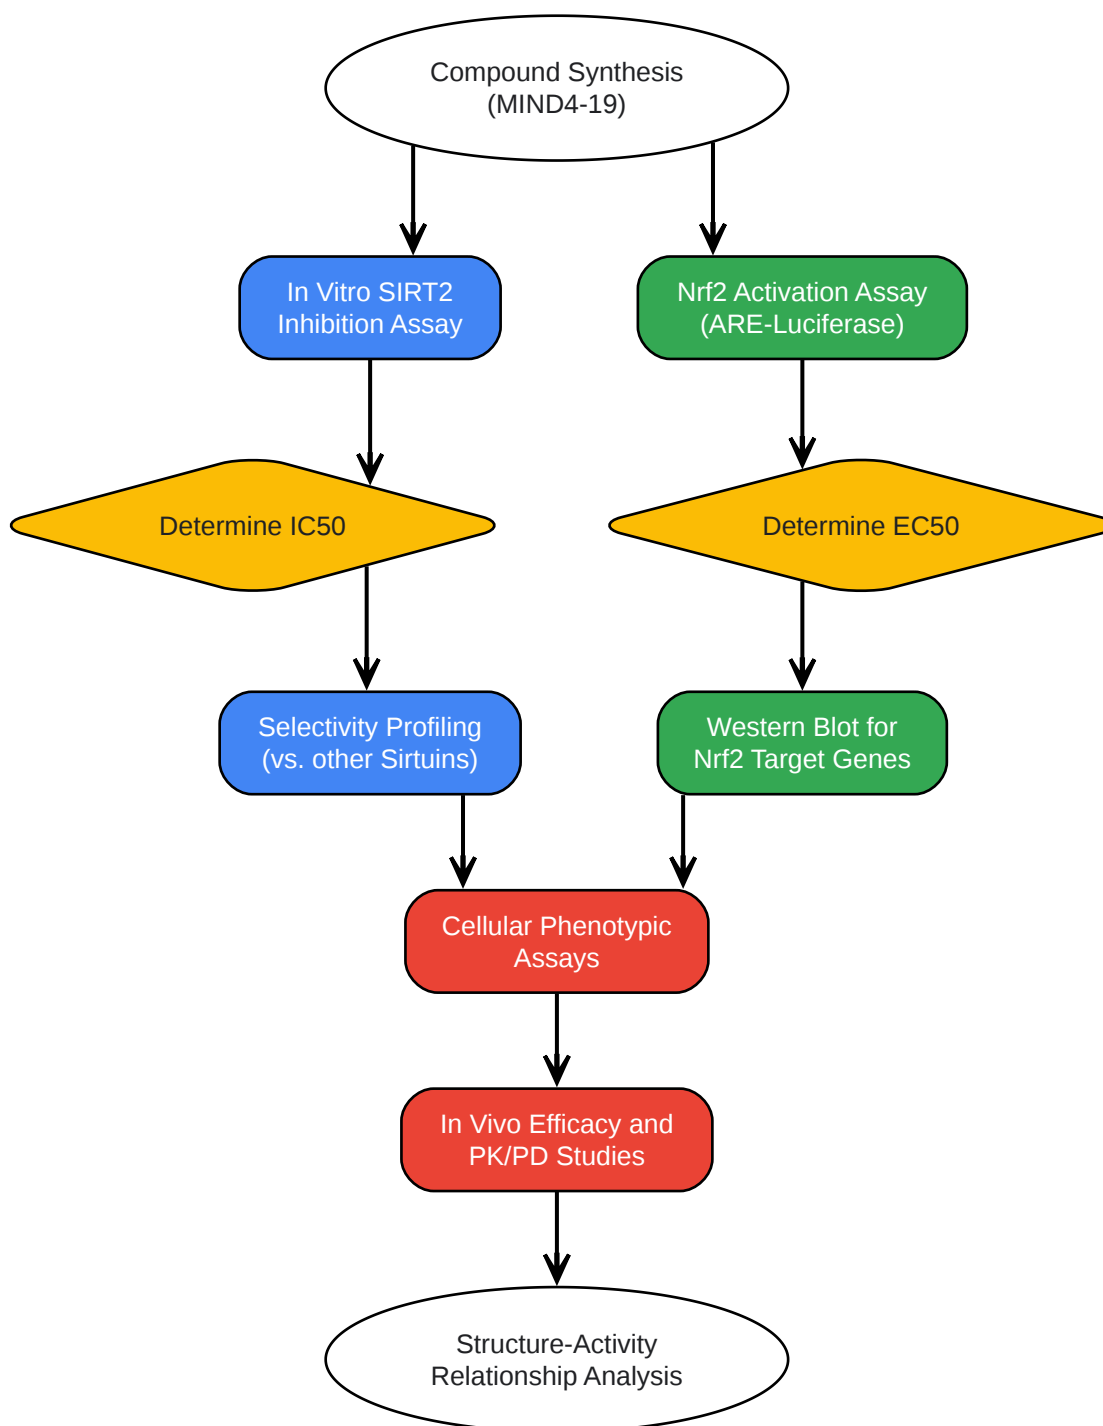 Compound Synthesis
(MIND4-19)
In Vitro SIRT2
Inhibition Assay
Nrf2 Activation Assay
(ARE-Luciferase)
Determine IC50
Determine EC50
Selectivity Profiling
(vs. other Sirtuins)
Western Blot for
Nrf2 Target Genes
Cellular Phenotypic
Assays
In Vivo Efficacy and
PK/PD Studies
Structure-Activity
Relationship Analysis